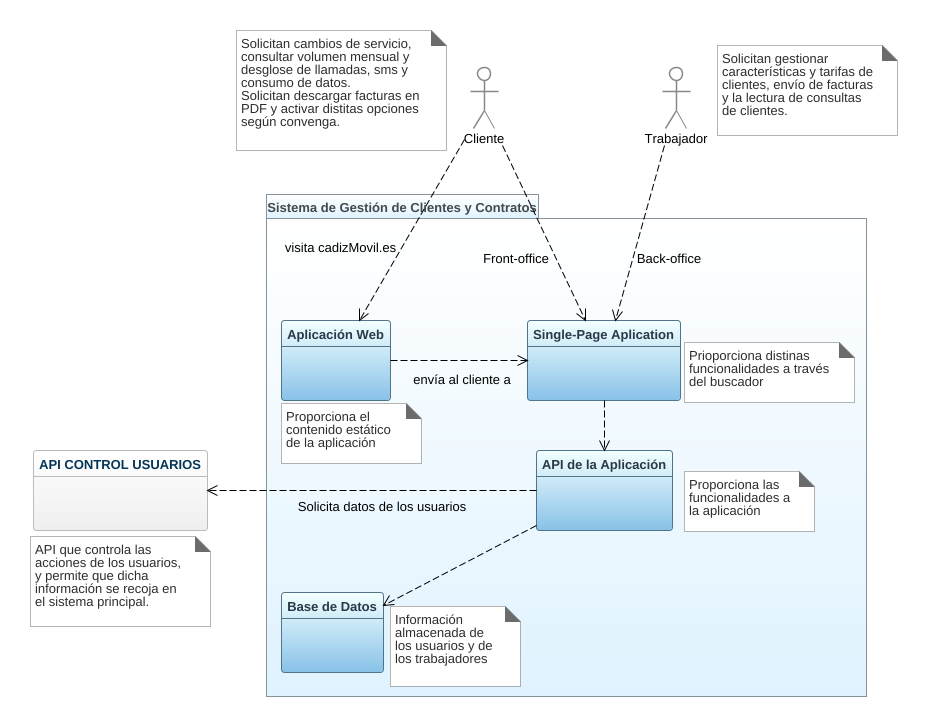 Solicitan cambios de servicio,
consultar volumen mensual y
desglose de llamadas, sms y
consumo de datos.
Solicitan descargar facturas en
PDF y activar distitas opciones
según convenga.
Solicitan gestionar
características y tarifas de
clientes, envío de facturas
y la lectura de consultas
de clientes.
Cliente
Trabajador
Sistema de Gestión de Clientes y Contratos
visita cadizMovil.es
Front-office
Back-office
Aplicación Web
Single-Page Aplication
envía al cliente a
Prioporciona distinas
funcionalidades a través
del buscador
Proporciona el
contenido estático
de la aplicación
API CONTROL USUARIOS
API de la Aplicación
Solicita datos de los usuarios
Proporciona las
funcionalidades a
la aplicación
API que controla las
acciones de los usuarios,
y permite que dicha
información se recoja en
el sistema principal.
Base de Datos
Información
almacenada de
los usuarios y de
los trabajadores